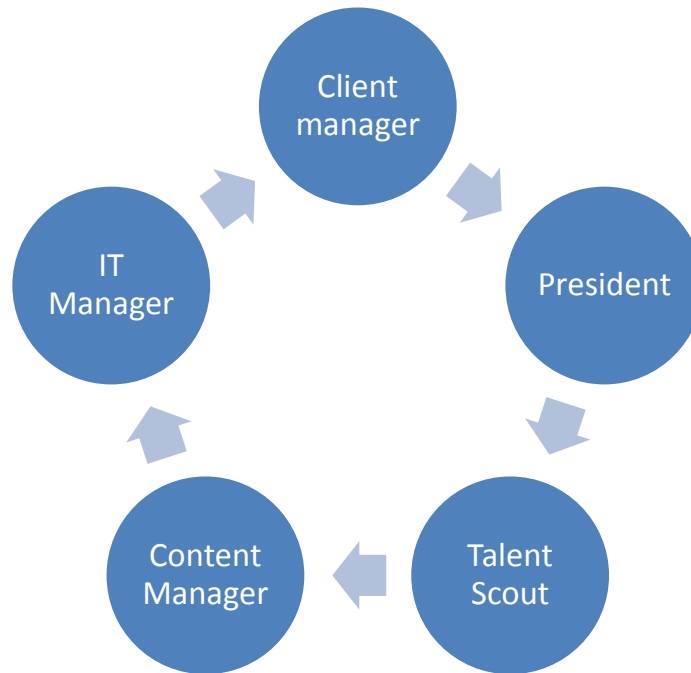 Client
manager
President
Talent
Scout
Content
Manager
IT
Manager